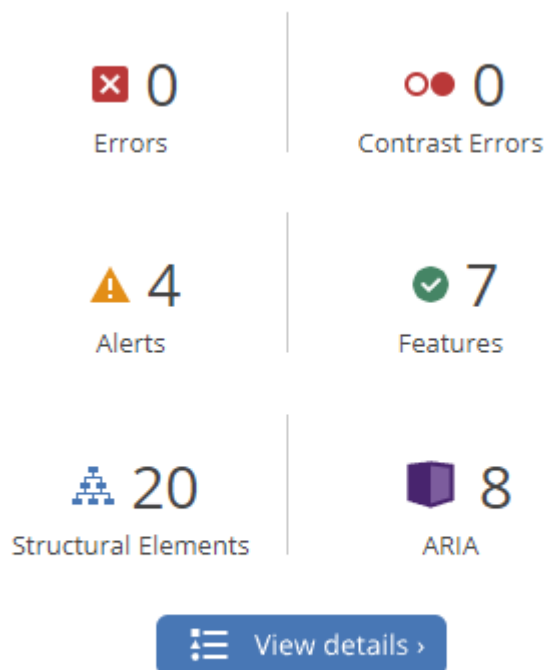 0 0
Errors Contrast Errors
4 7
Alerts Features
20 8
Structural Elements ARIA
View details ›